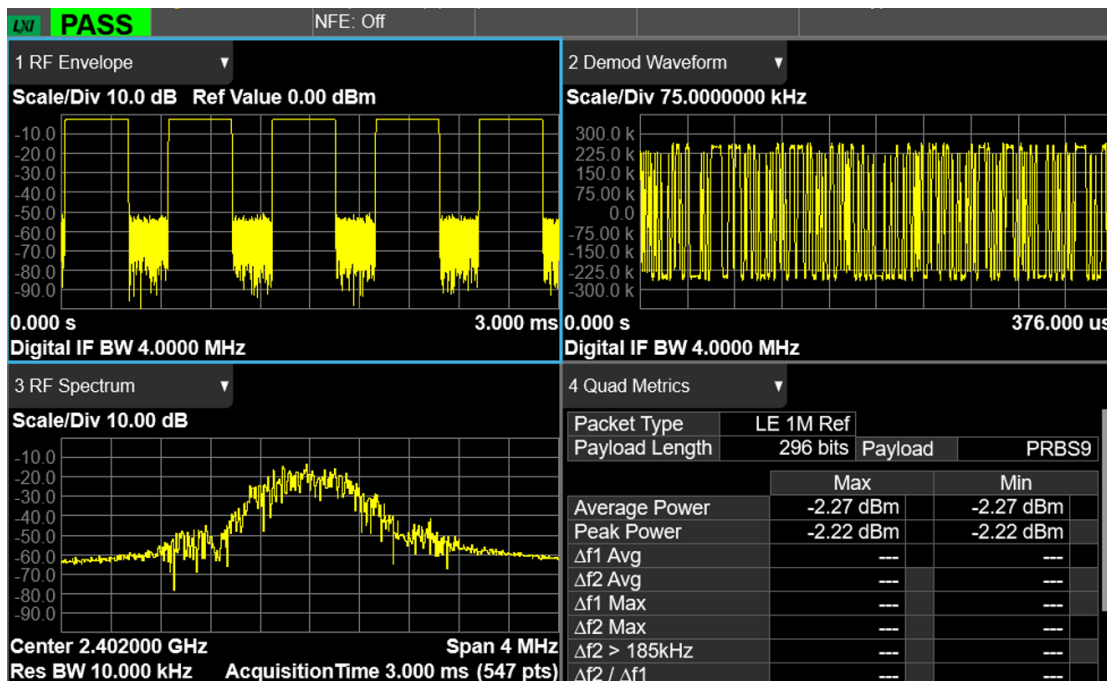 LXI PASS NFE: Off
1 RF Envelope
Scale/Div 10.0 dB Ref Value 0.00 dBm
-10.0
-20.0
-30.0
-40.0
-50.0
-60.0
-70.0
-80.0
-90.0
0.000 s 3.000 ms
Digital IF BW 4.0000 MHz
2 Demod Waveform
Scale/Div 75.0000000 kHz
300.0 k
225.0 k
150.0 k
75.00 k
0.0
-75.00 k
-150.0 k
-225.0 k
-300.0 k
0.000 s 376.000 us
Digital IF BW 4.0000 MHz
3 RF Spectrum
Scale/Div 10.00 dB
-10.0
-20.0
-30.0
-40.0
-50.0
-60.0
-70.0
-80.0
-90.0
Center 2.402000 GHz Span 4 MHz
Res BW 10.000 kHz AcquisitionTime 3.000 ms (547 pts)
4 Quad Metrics
Packet Type LE 1M Ref
Payload Length 296 bits Payload PRBS9
Max Min
Average Power -2.27 dBm -2.27 dBm
Peak Power -2.22 dBm -2.22 dBm
Δf1 Avg --- ---
Δf2 Avg --- ---
Δf1 Max --- ---
Δf2 Max --- ---
Δf2 > 185kHz --- ---
Δf2 / Δf1 --- ---